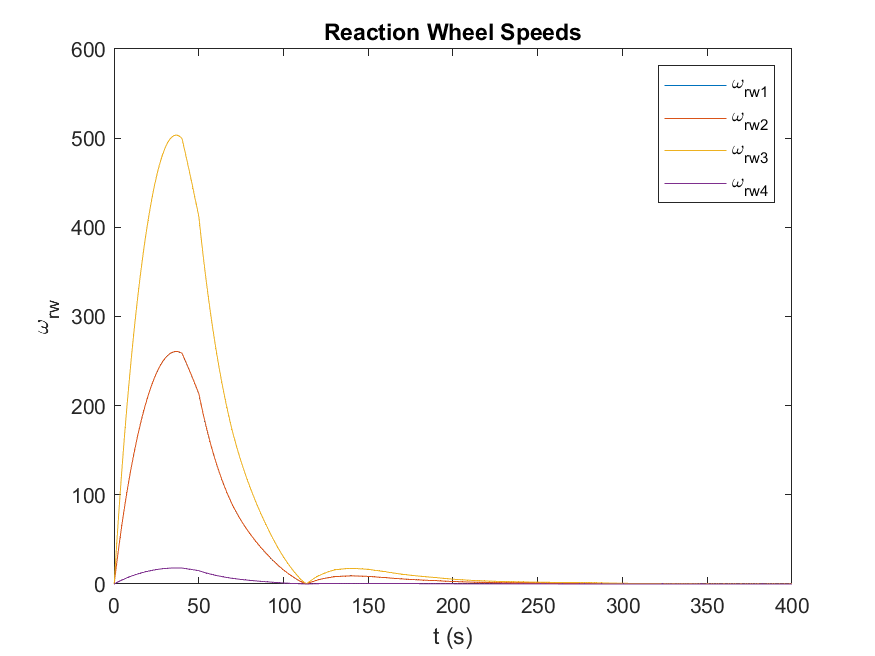 Reaction Wheel Speeds
600
500
400
300
200
100
0
ω_rw
ω_rw1
ω_rw2
ω_rw3
ω_rw4
0 50 100 150 200 250 300 350 400
t (s)